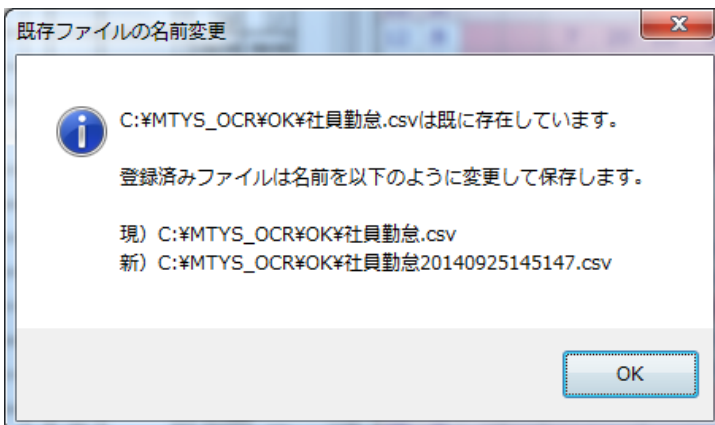 既存ファイルの名前変更
C:¥MTYS_OCR¥OK¥社員勤怠.csvは既に存在しています。
登録済みファイルは名前を以下のように変更して保存します。
現）C:¥MTYS_OCR¥OK¥社員勤怠.csv
新）C:¥MTYS_OCR¥OK¥社員勤怠20140925145147.csv
OK